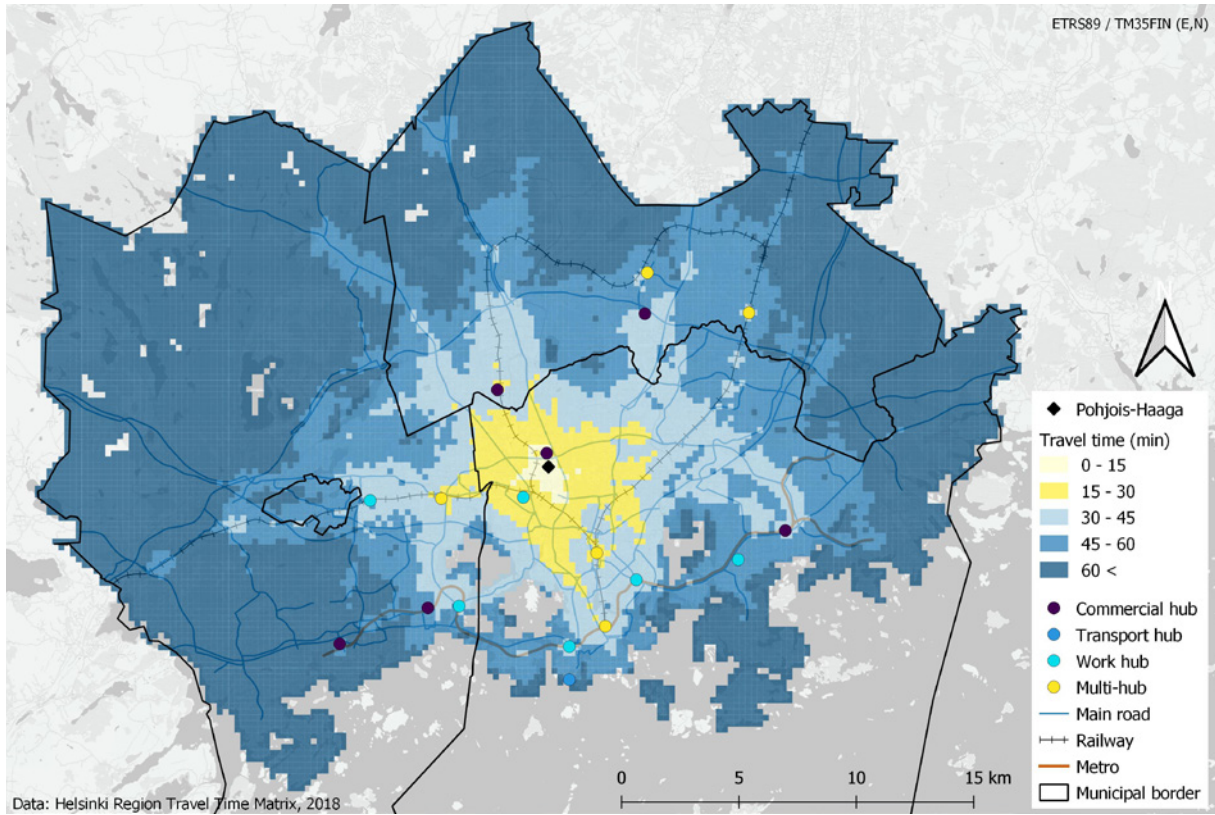 ETRS89 / TM35FIN (E,N)
N
Pohjois-Haaga
Travel time (min)
0 - 15
15 - 30
30 - 45
45 - 60
60 <
Commercial hub
Transport hub
Work hub
Multi-hub
Main road
Railway
Metro
Municipal border
0 5 10 15 km
Data: Helsinki Region Travel Time Matrix, 2018